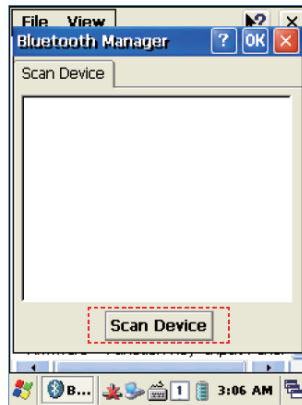 File View
Bluetooth Manager ? OK ×
Scan Device
Scan Device
B... 1 3:06 AM